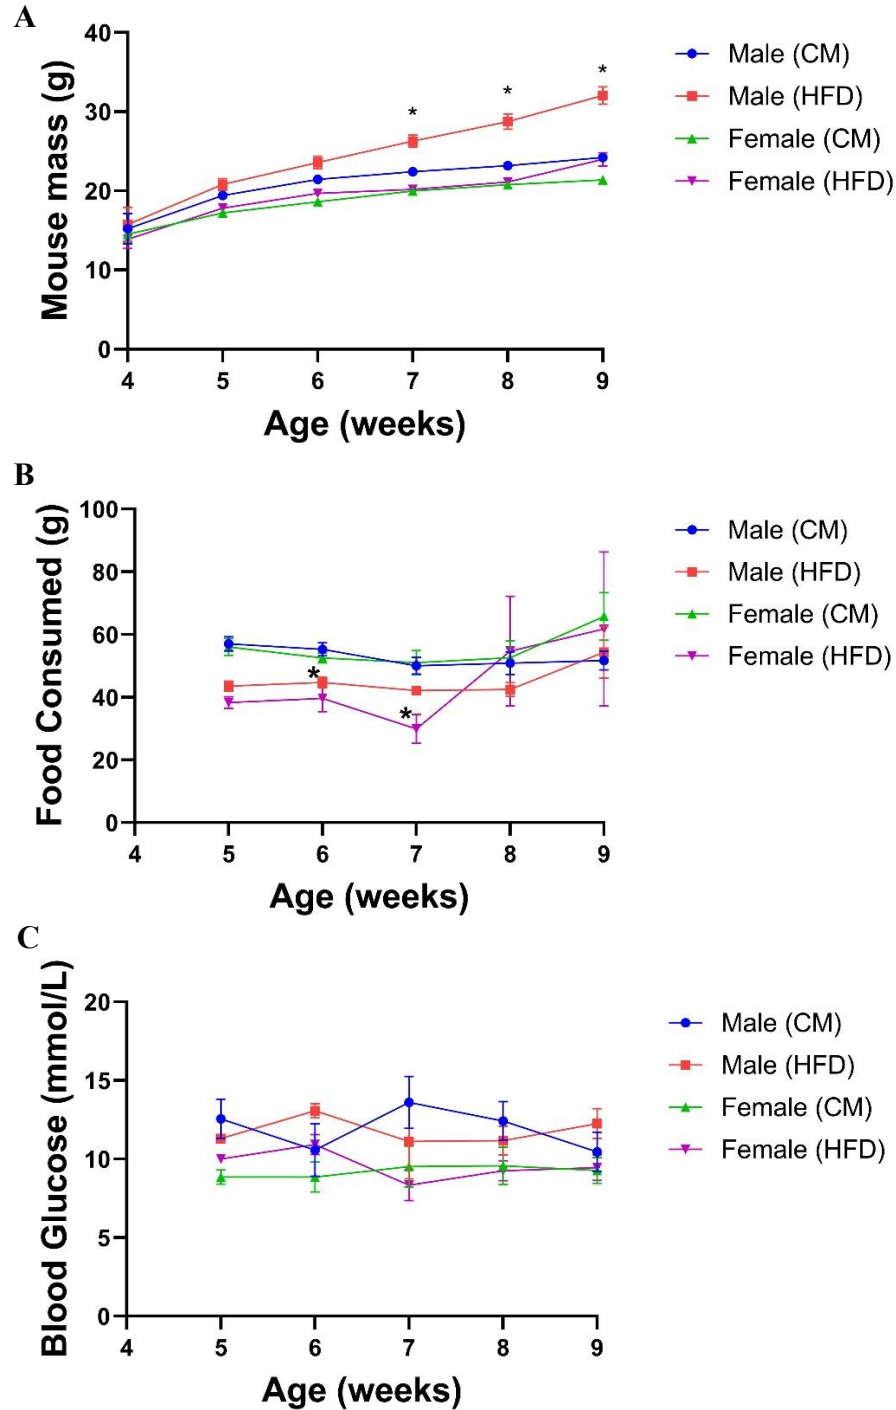 A
Mouse mass (g)
40
30
20
10
0
4 5 6 7 8 9
Age (weeks)
* * *
Male (CM)
Male (HFD)
Female (CM)
Female (HFD)
B
Food Consumed (g)
100
80
60
40
20
0
4 5 6 7 8 9
Age (weeks)
* *
Male (CM)
Male (HFD)
Female (CM)
Female (HFD)
C
Blood Glucose (mmol/L)
20
15
10
5
0
4 5 6 7 8 9
Age (weeks)
Male (CM)
Male (HFD)
Female (CM)
Female (HFD)